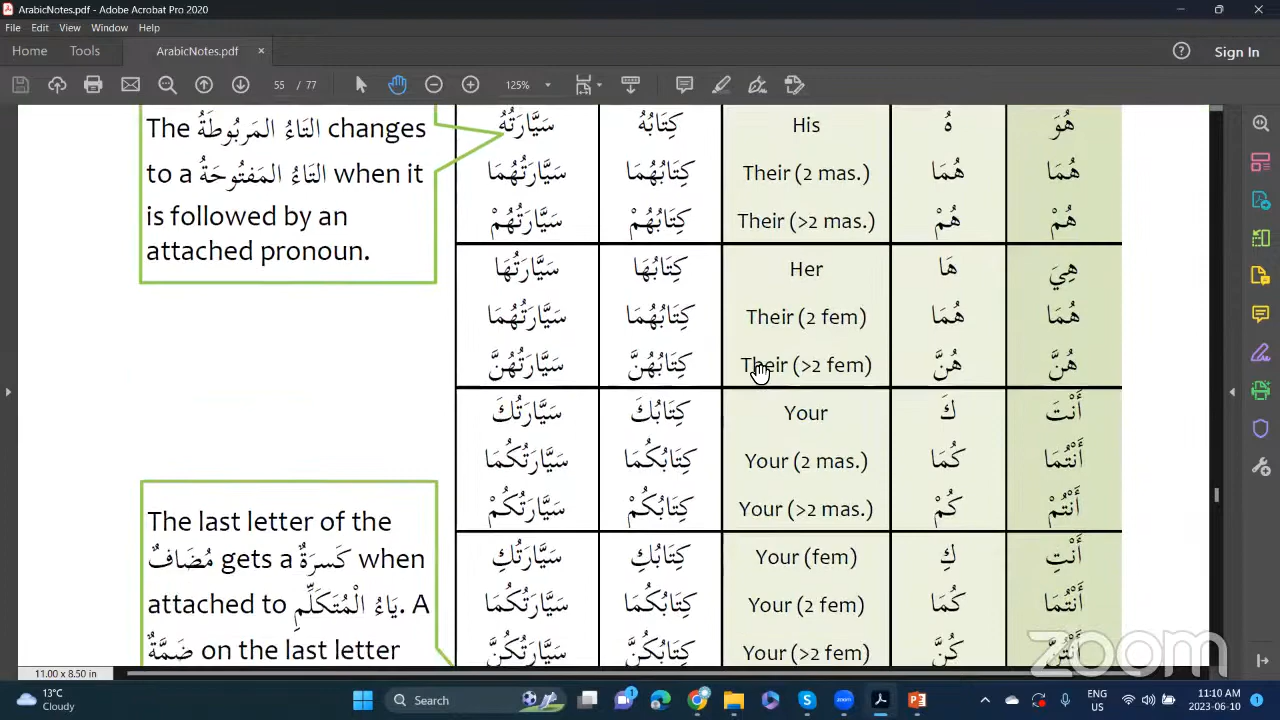 ArabicNotes.pdf - Adobe Acrobat Pro 2020
File Edit View Window Help
Home Tools ArabicNotes.pdf × Sign In
55 / 77 125%
The التَاءُ المَربُوطَةُ changes
to a التَاءُ المَفتُوحَةُ when it
is followed by an
attached pronoun.
هُوَ هُ His كِتَابُهُ سَيَّارَتُهُ
هُمَا هُمَا Their (2 mas.) كِتَابُهُمَا سَيَّارَتُهُمَا
هُمْ هُمْ Their (>2 mas.) كِتَابُهُمْ سَيَّارَتُهُمْ
هِيَ هَا Her كِتَابُهَا سَيَّارَتُهَا
هُمَا هُمَا Their (2 fem) كِتَابُهُمَا سَيَّارَتُهُمَا
هُنَّ هُنَّ Their (>2 fem) كِتَابُهُنَّ سَيَّارَتُهُنَّ
أَنْتَ كَ Your كِتَابُكَ سَيَّارَتُكَ
أَنْتُمَا كُمَا Your (2 mas.) كِتَابُكُمَا سَيَّارَتُكُمَا
أَنْتُمْ كُمْ Your (>2 mas.) كِتَابُكُمْ سَيَّارَتُكُمْ
أَنْتِ كِ Your (fem) كِتَابُكِ سَيَّارَتُكِ
أَنْتُمَا كُمَا Your (2 fem) كِتَابُكُمَا سَيَّارَتُكُمَا
أَنْتُنَّ كُنَّ Your (>2 fem) كِتَابُكُنَّ سَيَّارَتُكُنَّ
The last letter of the
مُضَافٌ gets a كَسرَةٌ when
attached to يَاءُ الْمُتَكَلِّمِ. A
ضَمَّةٌ on the last letter
zoom
11.00 x 8.50 in
13°C
Cloudy
Search
ENG
US
11:10 AM
2023-06-10